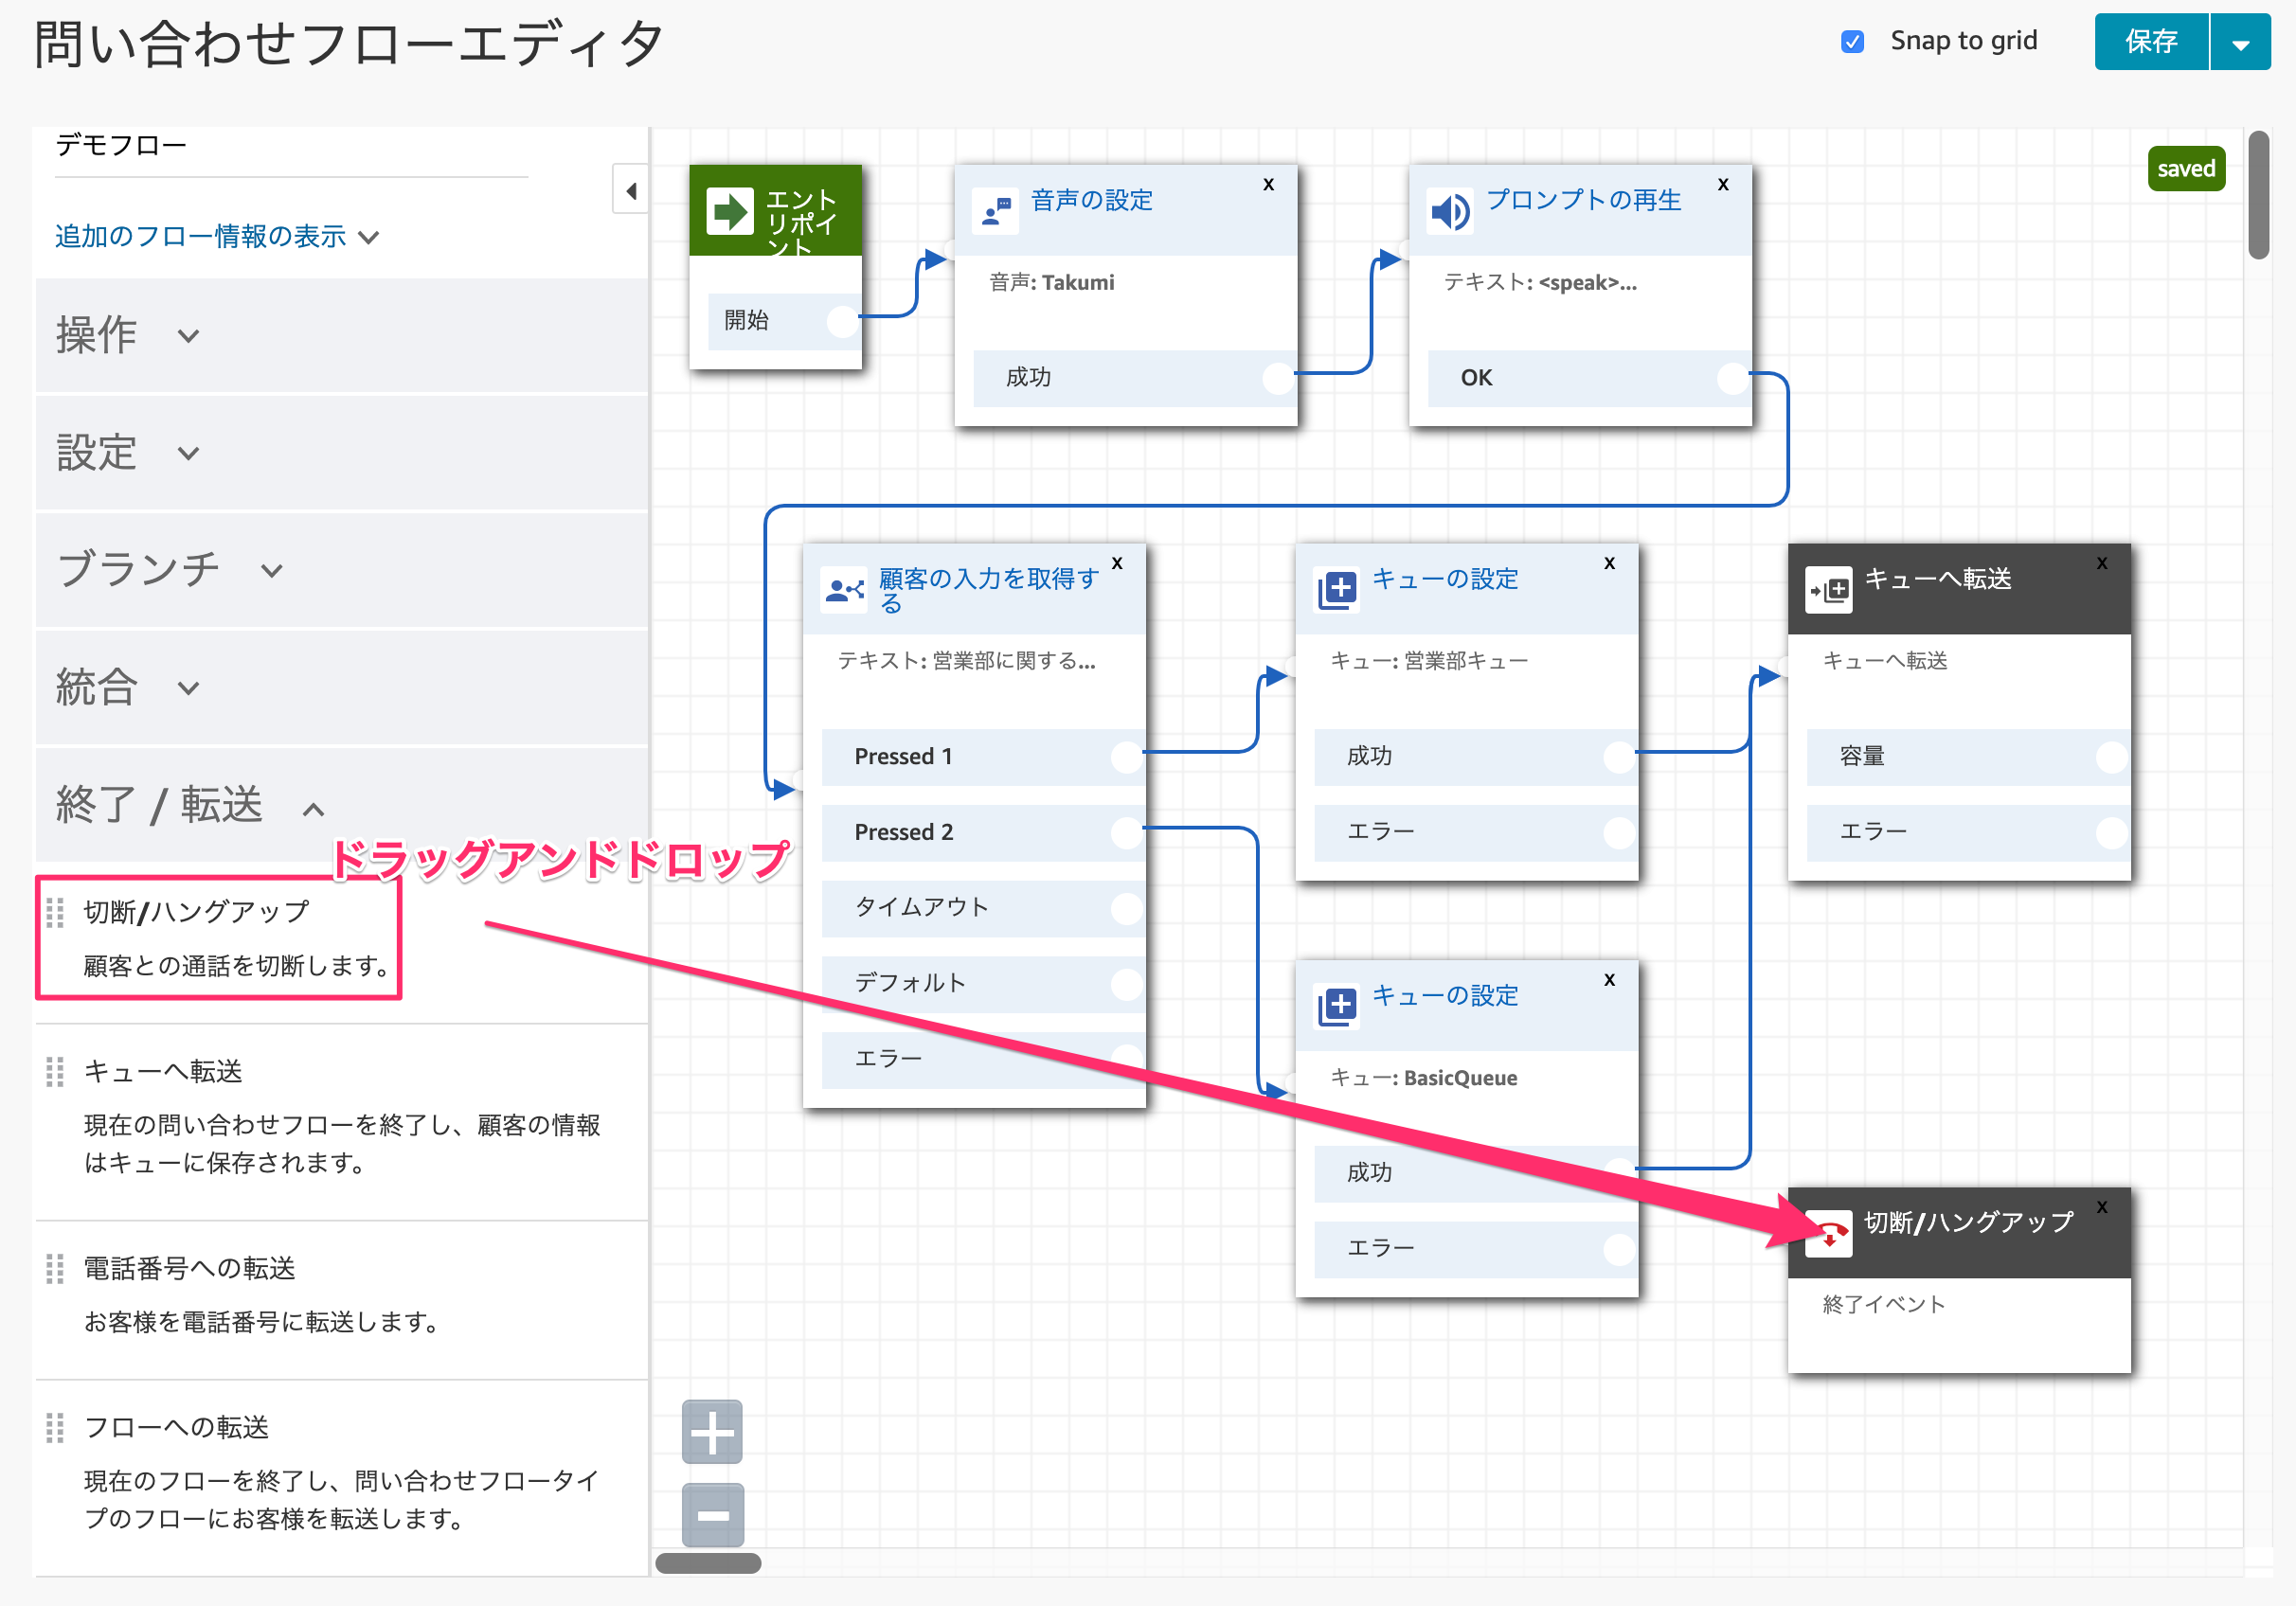 問い合わせフローエディタ
Snap to grid
保存
デモフロー
追加のフロー情報の表示
操作
設定
ブランチ
統合
終了 / 転送
ドラッグアンドドロップ
切断/ハングアップ
顧客との通話を切断します。
キューへ転送
現在の問い合わせフローを終了し、顧客の情報
はキューに保存されます。
電話番号への転送
お客様を電話番号に転送します。
フローへの転送
現在のフローを終了し、問い合わせフロータイ
プのフローにお客様を転送します。
saved
エント
リポイ
ント
開始
音声の設定
x
音声: Takumi
成功
プロンプトの再生
x
テキスト: <speak>...
OK
顧客の入力を取得す
る
x
テキスト: 営業部に関する...
Pressed 1
Pressed 2
タイムアウト
デフォルト
エラー
キューの設定
x
キュー: 営業部キュー
成功
エラー
キューへ転送
x
キューへ転送
容量
エラー
キューの設定
x
キュー: BasicQueue
成功
エラー
切断/ハングアップ
x
終了イベント